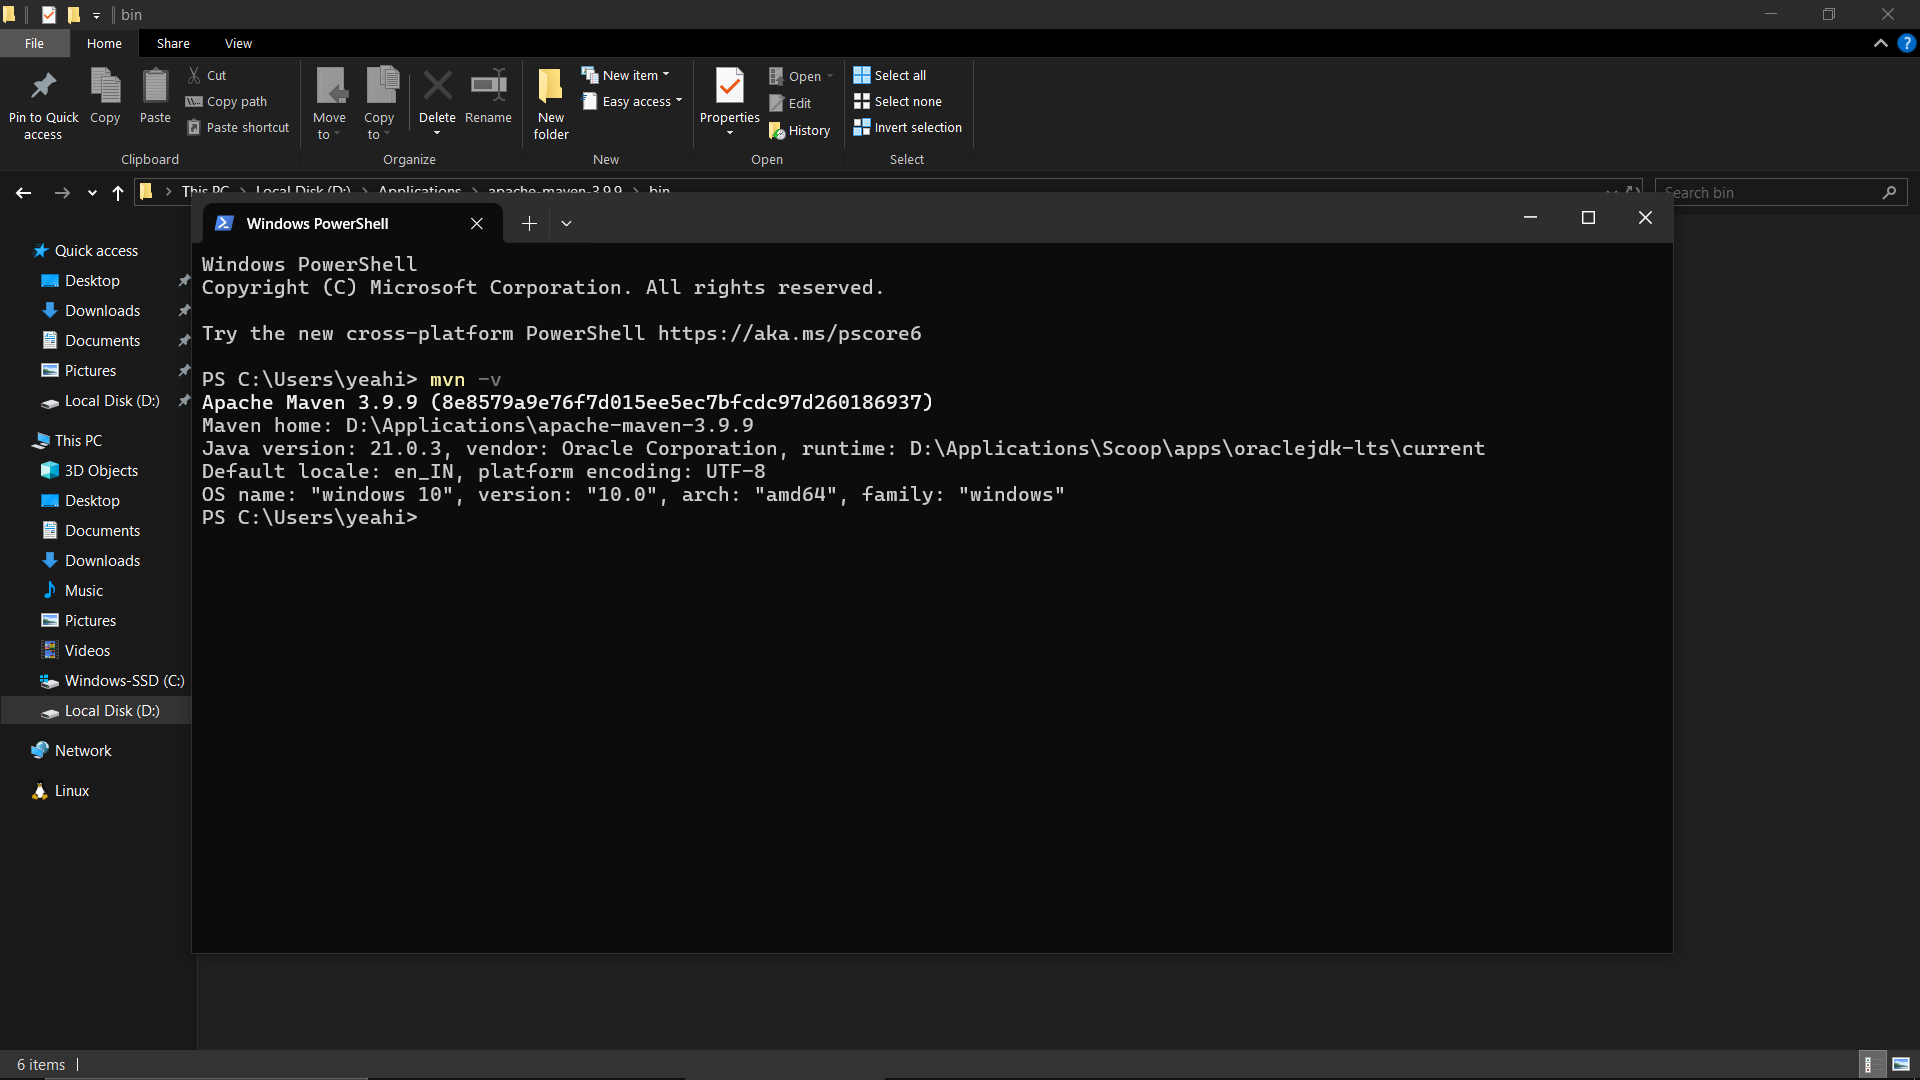 bin
File
Home
Share
View
Pin to Quick access
Copy
Paste
Cut
Copy path
Paste shortcut
Clipboard
Move to
Copy to
Delete
Rename
Organize
New folder
New item
Easy access
New
Properties
Open
Edit
History
Open
Select all
Select none
Invert selection
Select
This PC > Local Disk (D:) > Applications > apache-maven-3.9.9 > bin
Search bin
Quick access
Desktop
Downloads
Documents
Pictures
Local Disk (D:)
This PC
3D Objects
Desktop
Documents
Downloads
Music
Pictures
Videos
Windows-SSD (C:)
Local Disk (D:)
Network
Linux
Windows PowerShell
Windows PowerShell
Copyright (C) Microsoft Corporation. All rights reserved.
Try the new cross-platform PowerShell https://aka.ms/pscore6
PS C:\Users\yeahi> mvn -v
Apache Maven 3.9.9 (8e8579a9e76f7d015ee5ec7bfcdc97d260186937)
Maven home: D:\Applications\apache-maven-3.9.9
Java version: 21.0.3, vendor: Oracle Corporation, runtime: D:\Applications\Scoop\apps\oraclejdk-lts\current
Default locale: en_IN, platform encoding: UTF-8
OS name: "windows 10", version: "10.0", arch: "amd64", family: "windows"
PS C:\Users\yeahi>
6 items